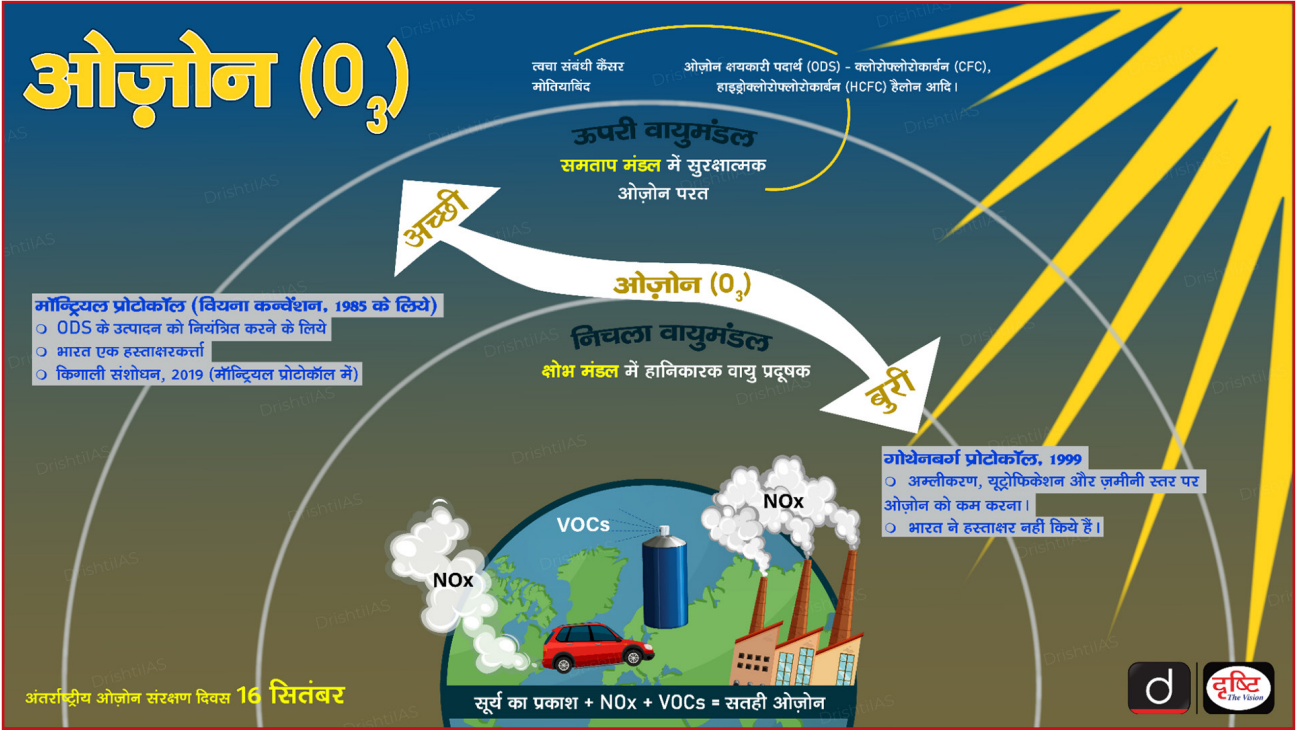 ओज़ोन (O3)
त्वचा संबंधी कैंसर
मोतियाबिंद
ओज़ोन क्षयकारी पदार्थ (ODS) - क्लोरोफ्लोरोकार्बन (CFC),
हाइड्रोक्लोरोफ्लोरोकार्बन (HCFC) हैलोन आदि।
ऊपरी वायुमंडल
समताप मंडल में सुरक्षात्मक
ओज़ोन परत
अच्छी
ओज़ोन (O3)
बुरी
मॉन्ट्रियल प्रोटोकॉल (वियना कन्वेंशन, 1985 के लिये)
○ ODS के उत्पादन को नियंत्रित करने के लिये
○ भारत एक हस्ताक्षरकर्त्ता
○ किगाली संशोधन, 2019 (मॉन्ट्रियल प्रोटोकॉल में)
निचला वायुमंडल
क्षोभ मंडल में हानिकारक वायु प्रदूषक
गोथेनबर्ग प्रोटोकॉल, 1999
○ अम्लीकरण, यूट्रोफिकेशन और ज़मीनी स्तर पर
ओज़ोन को कम करना।
○ भारत ने हस्ताक्षर नहीं किये हैं।
VOCs
NOx
NOx
सूर्य का प्रकाश + NOx + VOCs = सतही ओज़ोन
अंतर्राष्ट्रीय ओज़ोन संरक्षण दिवस 16 सितंबर
d
दृष्टि
The Vision
DrishtiIAS